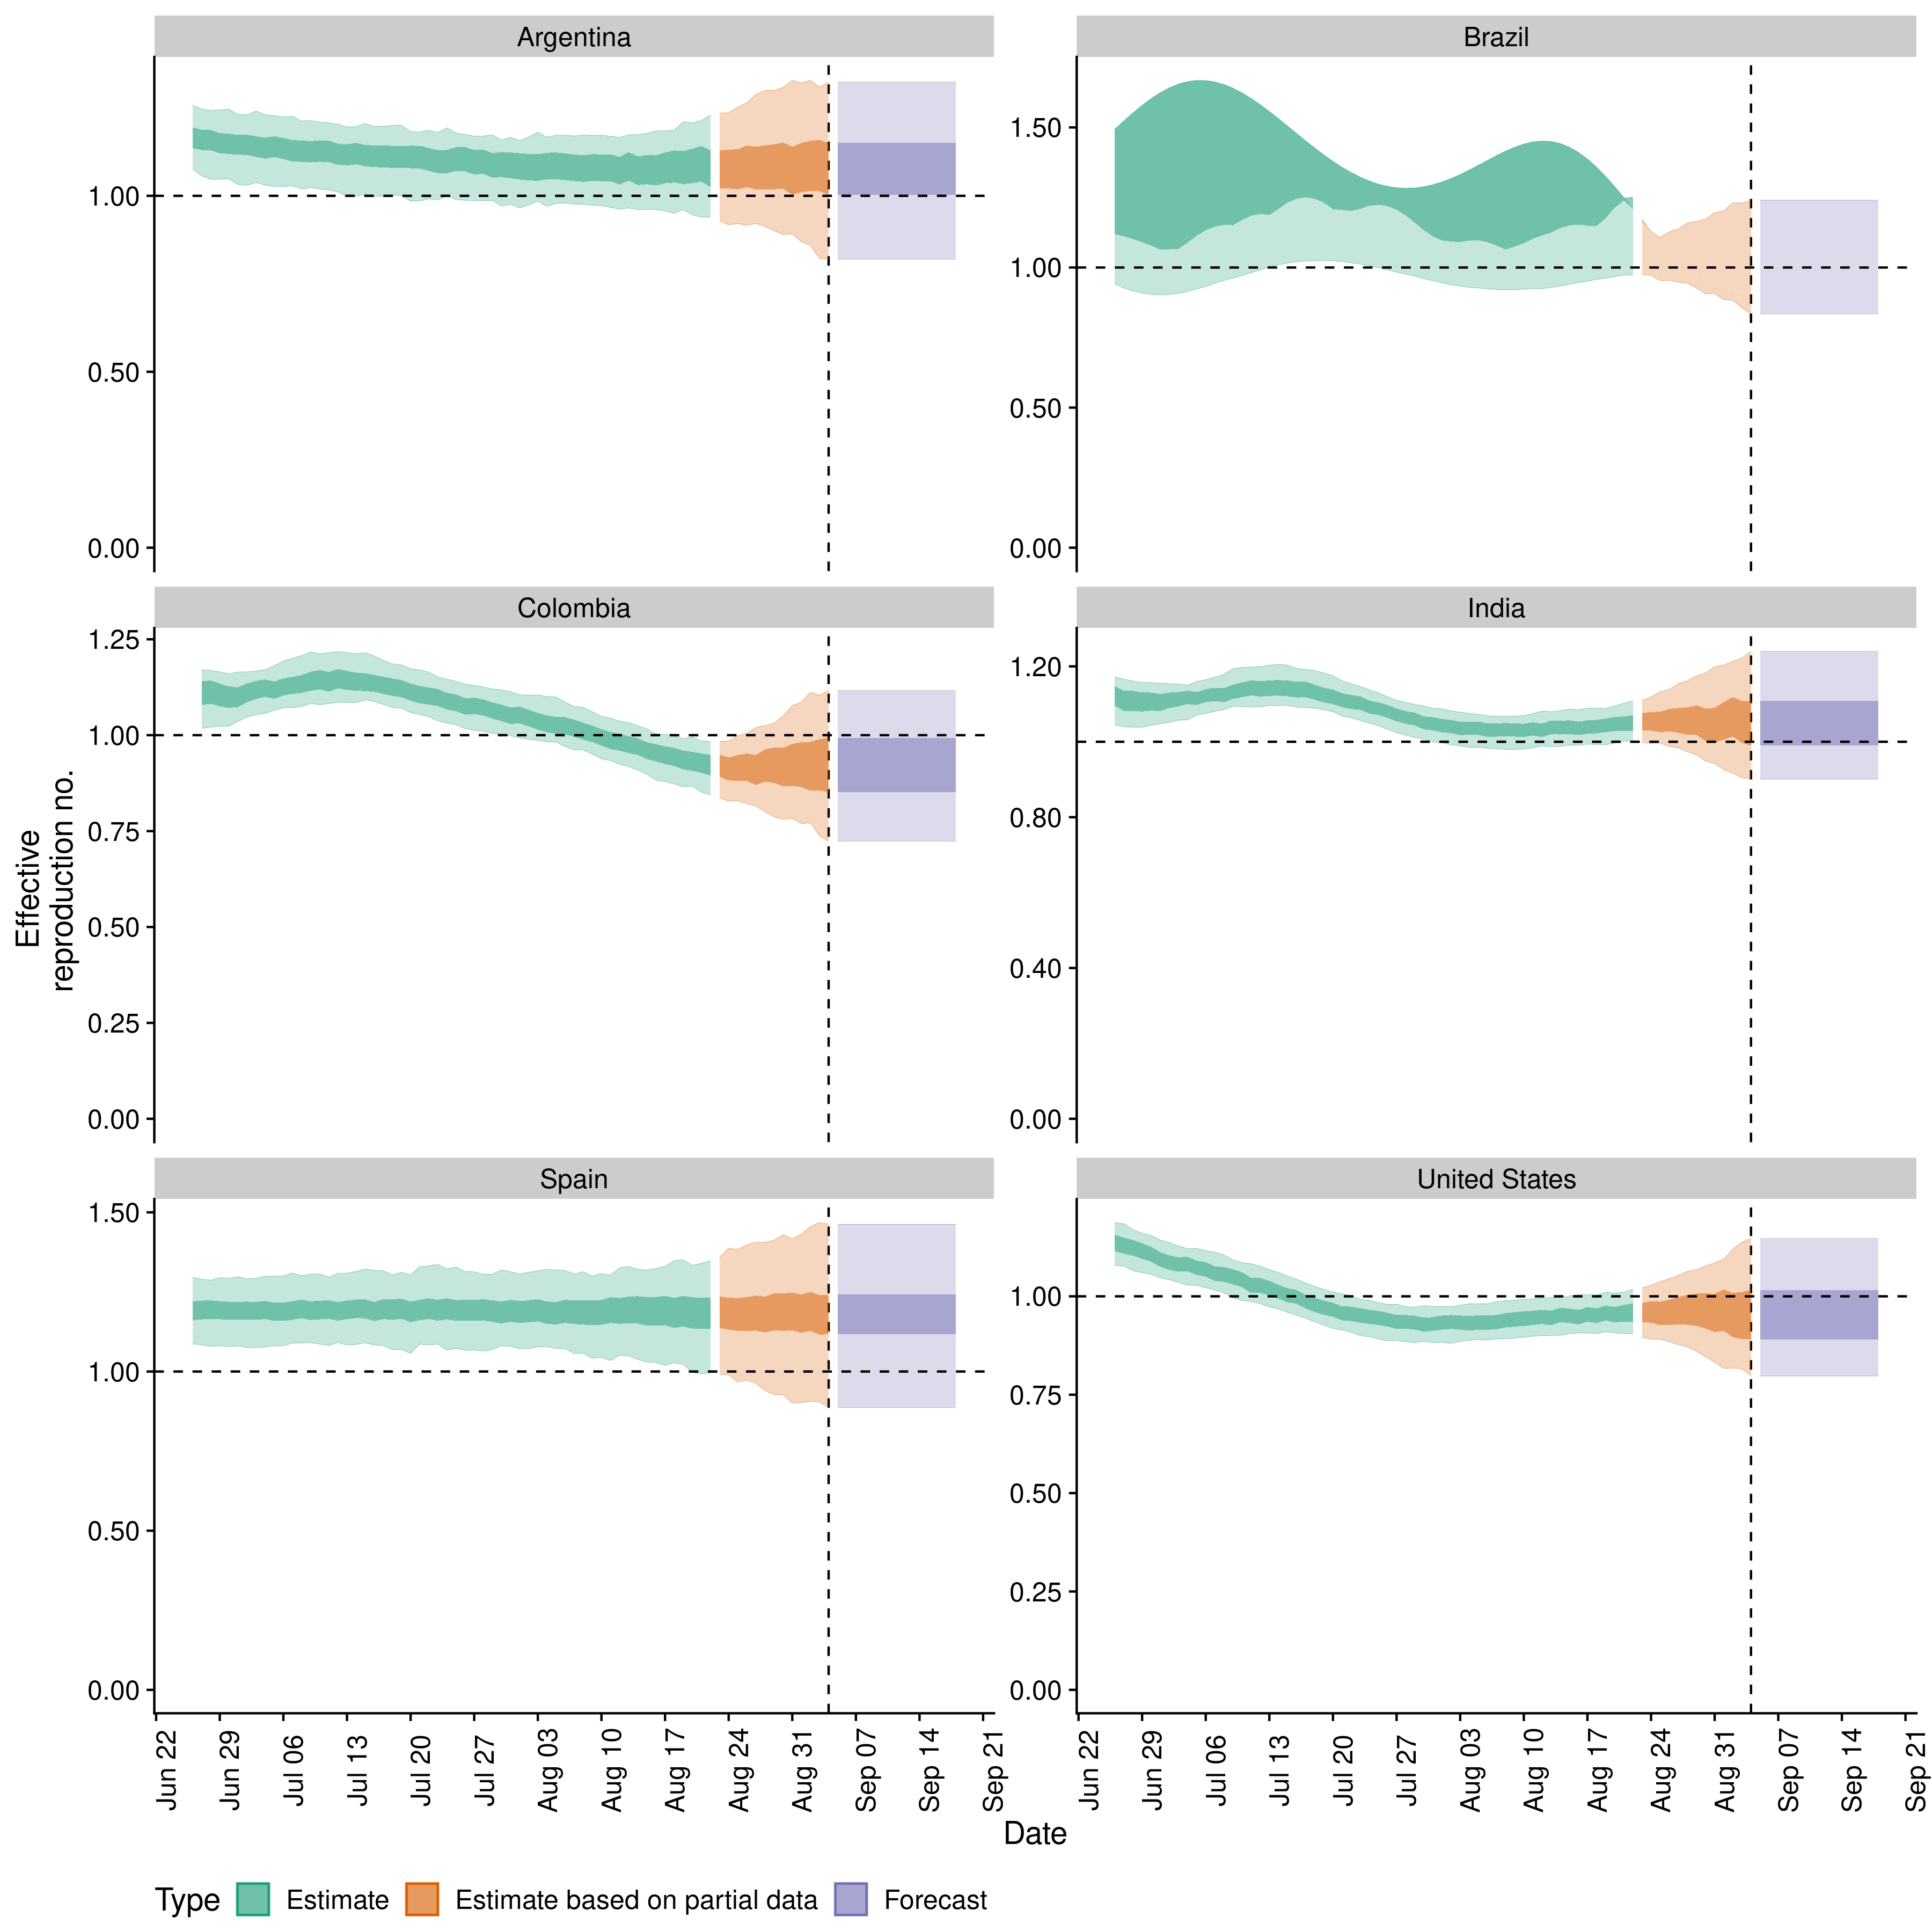 Argentina
Brazil
1.00
0.50
0.00
1.50
1.00
0.50
0.00
Colombia
India
1.25
1.00
0.75
0.50
0.25
0.00
1.20
0.80
0.40
0.00
Effective
reproduction no.
Spain
United States
1.50
1.00
0.50
0.00
1.00
0.75
0.50
0.25
0.00
Jun 22
Jun 29
Jul 06
Jul 13
Jul 20
Jul 27
Aug 03
Aug 10
Aug 17
Aug 24
Aug 31
Sep 07
Sep 14
Sep 21
Jun 22
Jun 29
Jul 06
Jul 13
Jul 20
Jul 27
Aug 03
Aug 10
Aug 17
Aug 24
Aug 31
Sep 07
Sep 14
Sep 21
Date
Type Estimate Estimate based on partial data Forecast